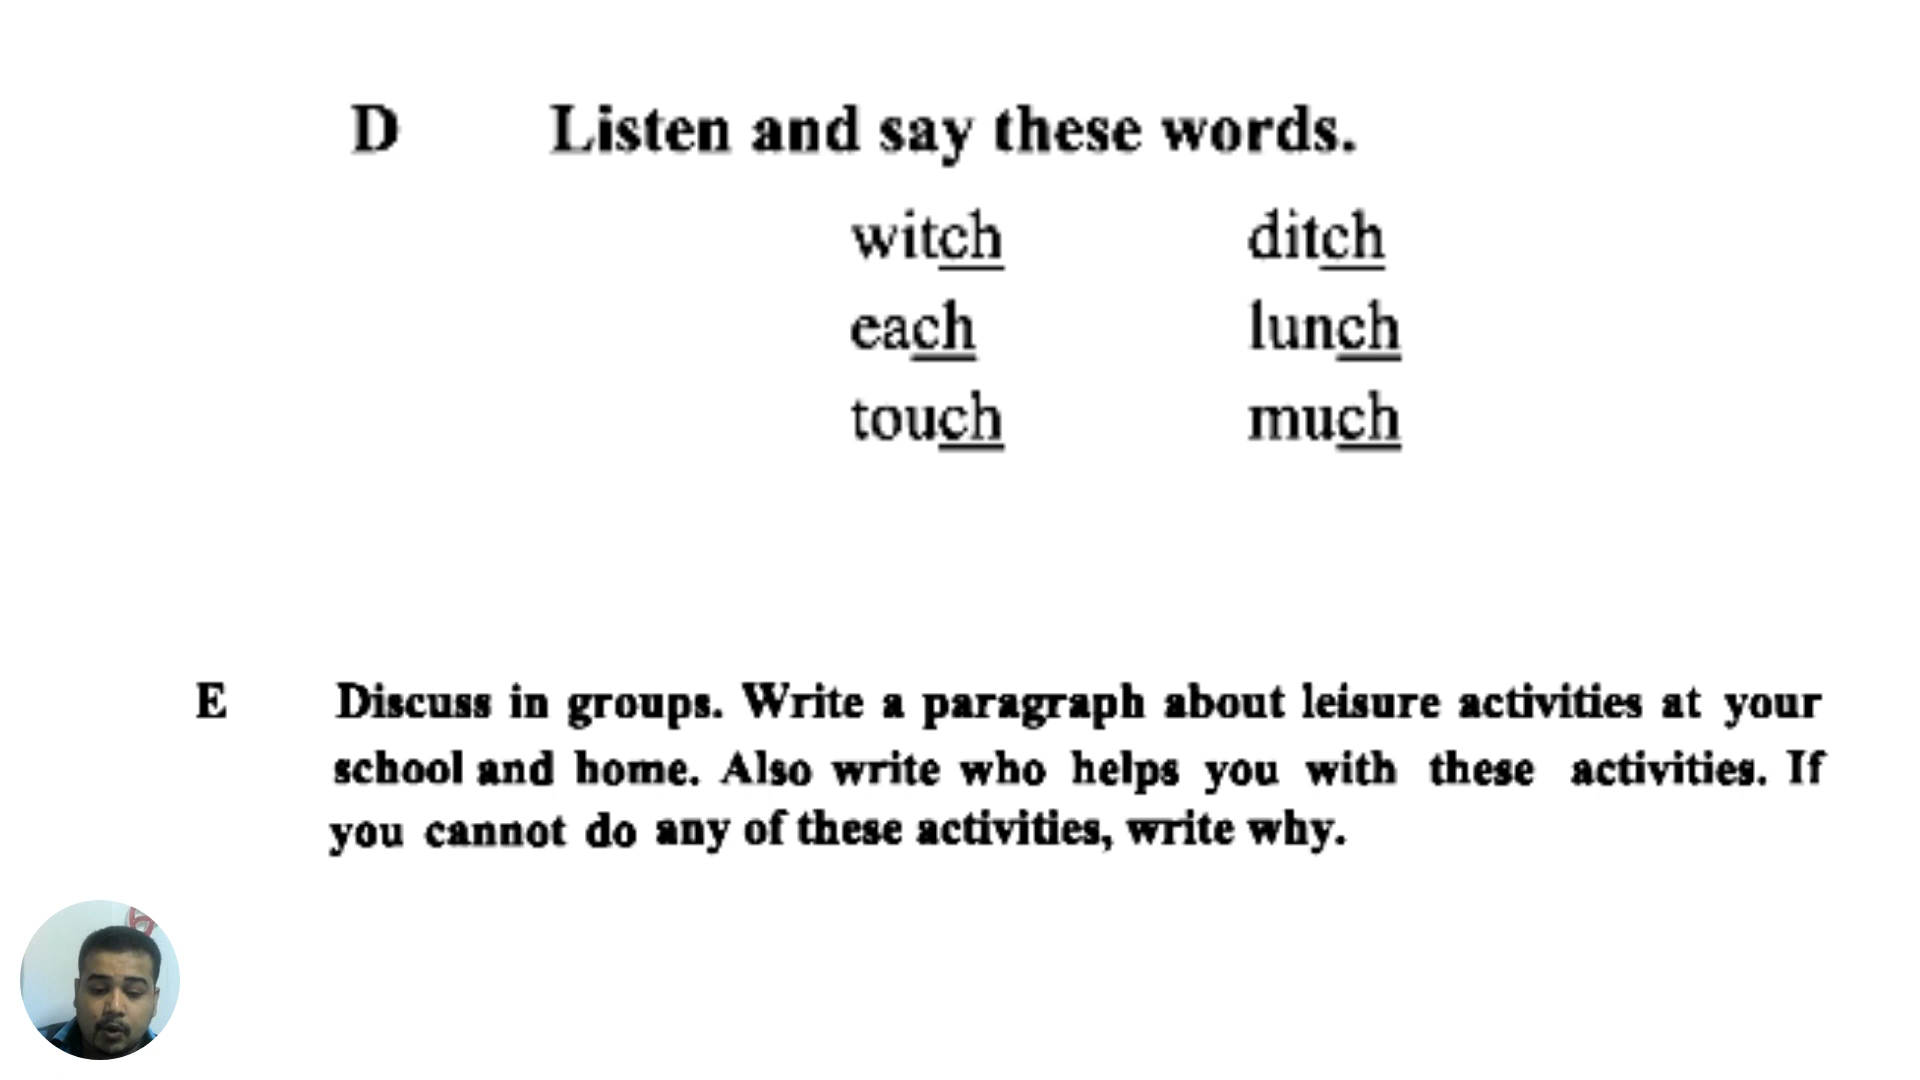 D Listen and say these words.
witch ditch
each lunch
touch much
E Discuss in groups. Write a paragraph about leisure activities at your
school and home. Also write who helps you with these activities. If
you cannot do any of these activities, write why.